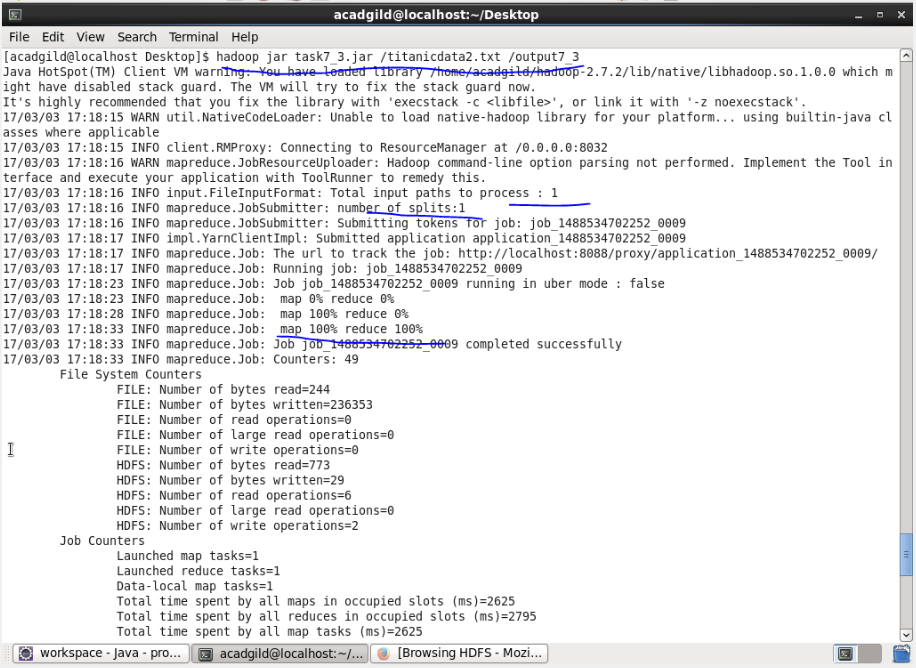 acadgild@localhost:~/Desktop
File Edit View Search Terminal Help
[acadgild@localhost Desktop]$ hadoop jar task7_3.jar /titanicdata2.txt /output7_3
Java HotSpot(TM) Client VM warning: You have loaded library /home/acadgild/hadoop-2.7.2/lib/native/libhadoop.so.1.0.0 which m
ight have disabled stack guard. The VM will try to fix the stack guard now.
It's highly recommended that you fix the library with 'execstack -c <libfile>', or link it with '-z noexecstack'.
17/03/03 17:18:15 WARN util.NativeCodeLoader: Unable to load native-hadoop library for your platform... using builtin-java cl
asses where applicable
17/03/03 17:18:15 INFO client.RMProxy: Connecting to ResourceManager at /0.0.0.0:8032
17/03/03 17:18:16 WARN mapreduce.JobResourceUploader: Hadoop command-line option parsing not performed. Implement the Tool in
terface and execute your application with ToolRunner to remedy this.
17/03/03 17:18:16 INFO input.FileInputFormat: Total input paths to process : 1
17/03/03 17:18:16 INFO mapreduce.JobSubmitter: number of splits:1
17/03/03 17:18:16 INFO mapreduce.JobSubmitter: Submitting tokens for job: job_1488534702252_0009
17/03/03 17:18:17 INFO impl.YarnClientImpl: Submitted application application_1488534702252_0009
17/03/03 17:18:17 INFO mapreduce.Job: The url to track the job: http://localhost:8088/proxy/application_1488534702252_0009/
17/03/03 17:18:17 INFO mapreduce.Job: Running job: job_1488534702252_0009
17/03/03 17:18:23 INFO mapreduce.Job: Job job_1488534702252_0009 running in uber mode : false
17/03/03 17:18:23 INFO mapreduce.Job:  map 0% reduce 0%
17/03/03 17:18:28 INFO mapreduce.Job:  map 100% reduce 0%
17/03/03 17:18:33 INFO mapreduce.Job:  map 100% reduce 100%
17/03/03 17:18:33 INFO mapreduce.Job: Job job_1488534702252_0009 completed successfully
17/03/03 17:18:33 INFO mapreduce.Job: Counters: 49
File System Counters
FILE: Number of bytes read=244
FILE: Number of bytes written=236353
FILE: Number of read operations=0
FILE: Number of large read operations=0
FILE: Number of write operations=0
HDFS: Number of bytes read=773
HDFS: Number of bytes written=29
HDFS: Number of read operations=6
HDFS: Number of large read operations=0
HDFS: Number of write operations=2
Job Counters
Launched map tasks=1
Launched reduce tasks=1
Data-local map tasks=1
Total time spent by all maps in occupied slots (ms)=2625
Total time spent by all reduces in occupied slots (ms)=2795
Total time spent by all map tasks (ms)=2625
workspace - Java - pro... acadgild@localhost:~/... [Browsing HDFS - Mozi...